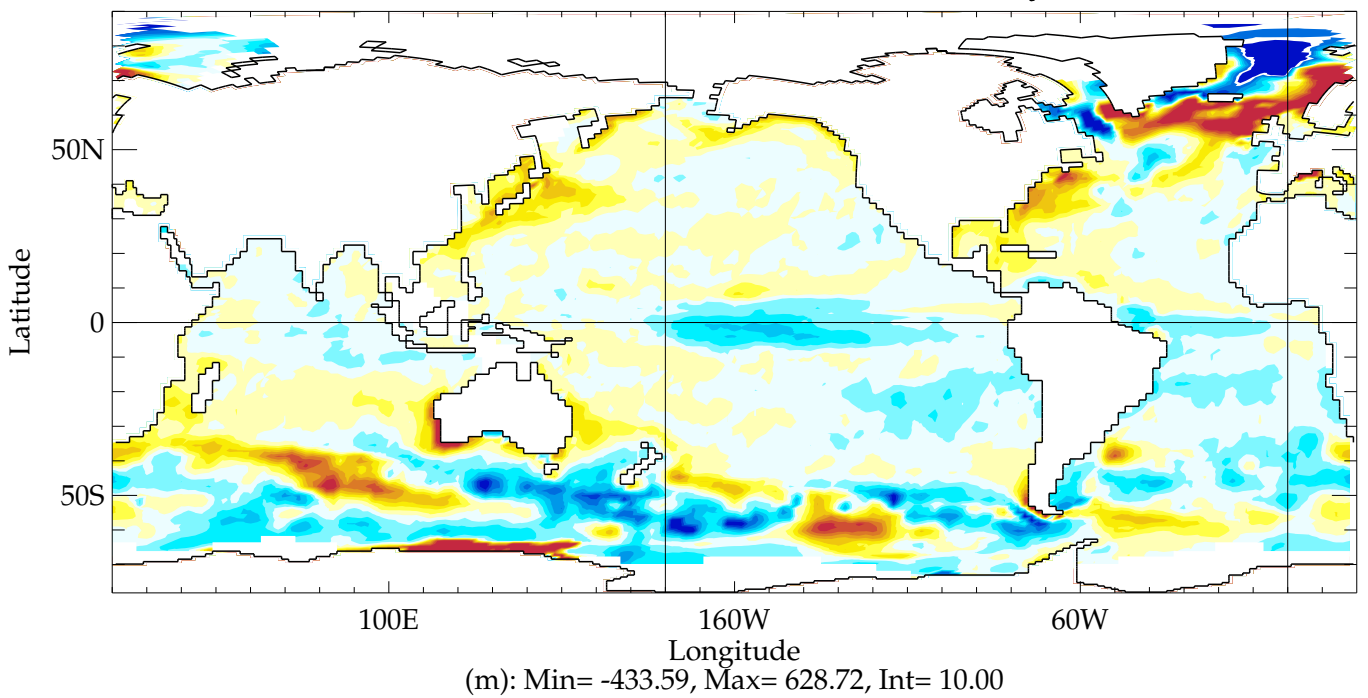 50N
0
50S
Latitude
100E
160W
60W
Longitude
(m): Min= -433.59, Max= 628.72, Int= 10.00